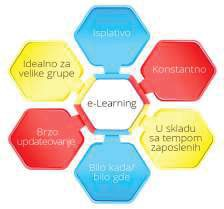 Isplativo
Idealno za
velike grupe
Konstantno
e-Learning
Brzo
updateovanje
U skladu
sa tempom
zaposlenih
Bilo kada/
bilo gde